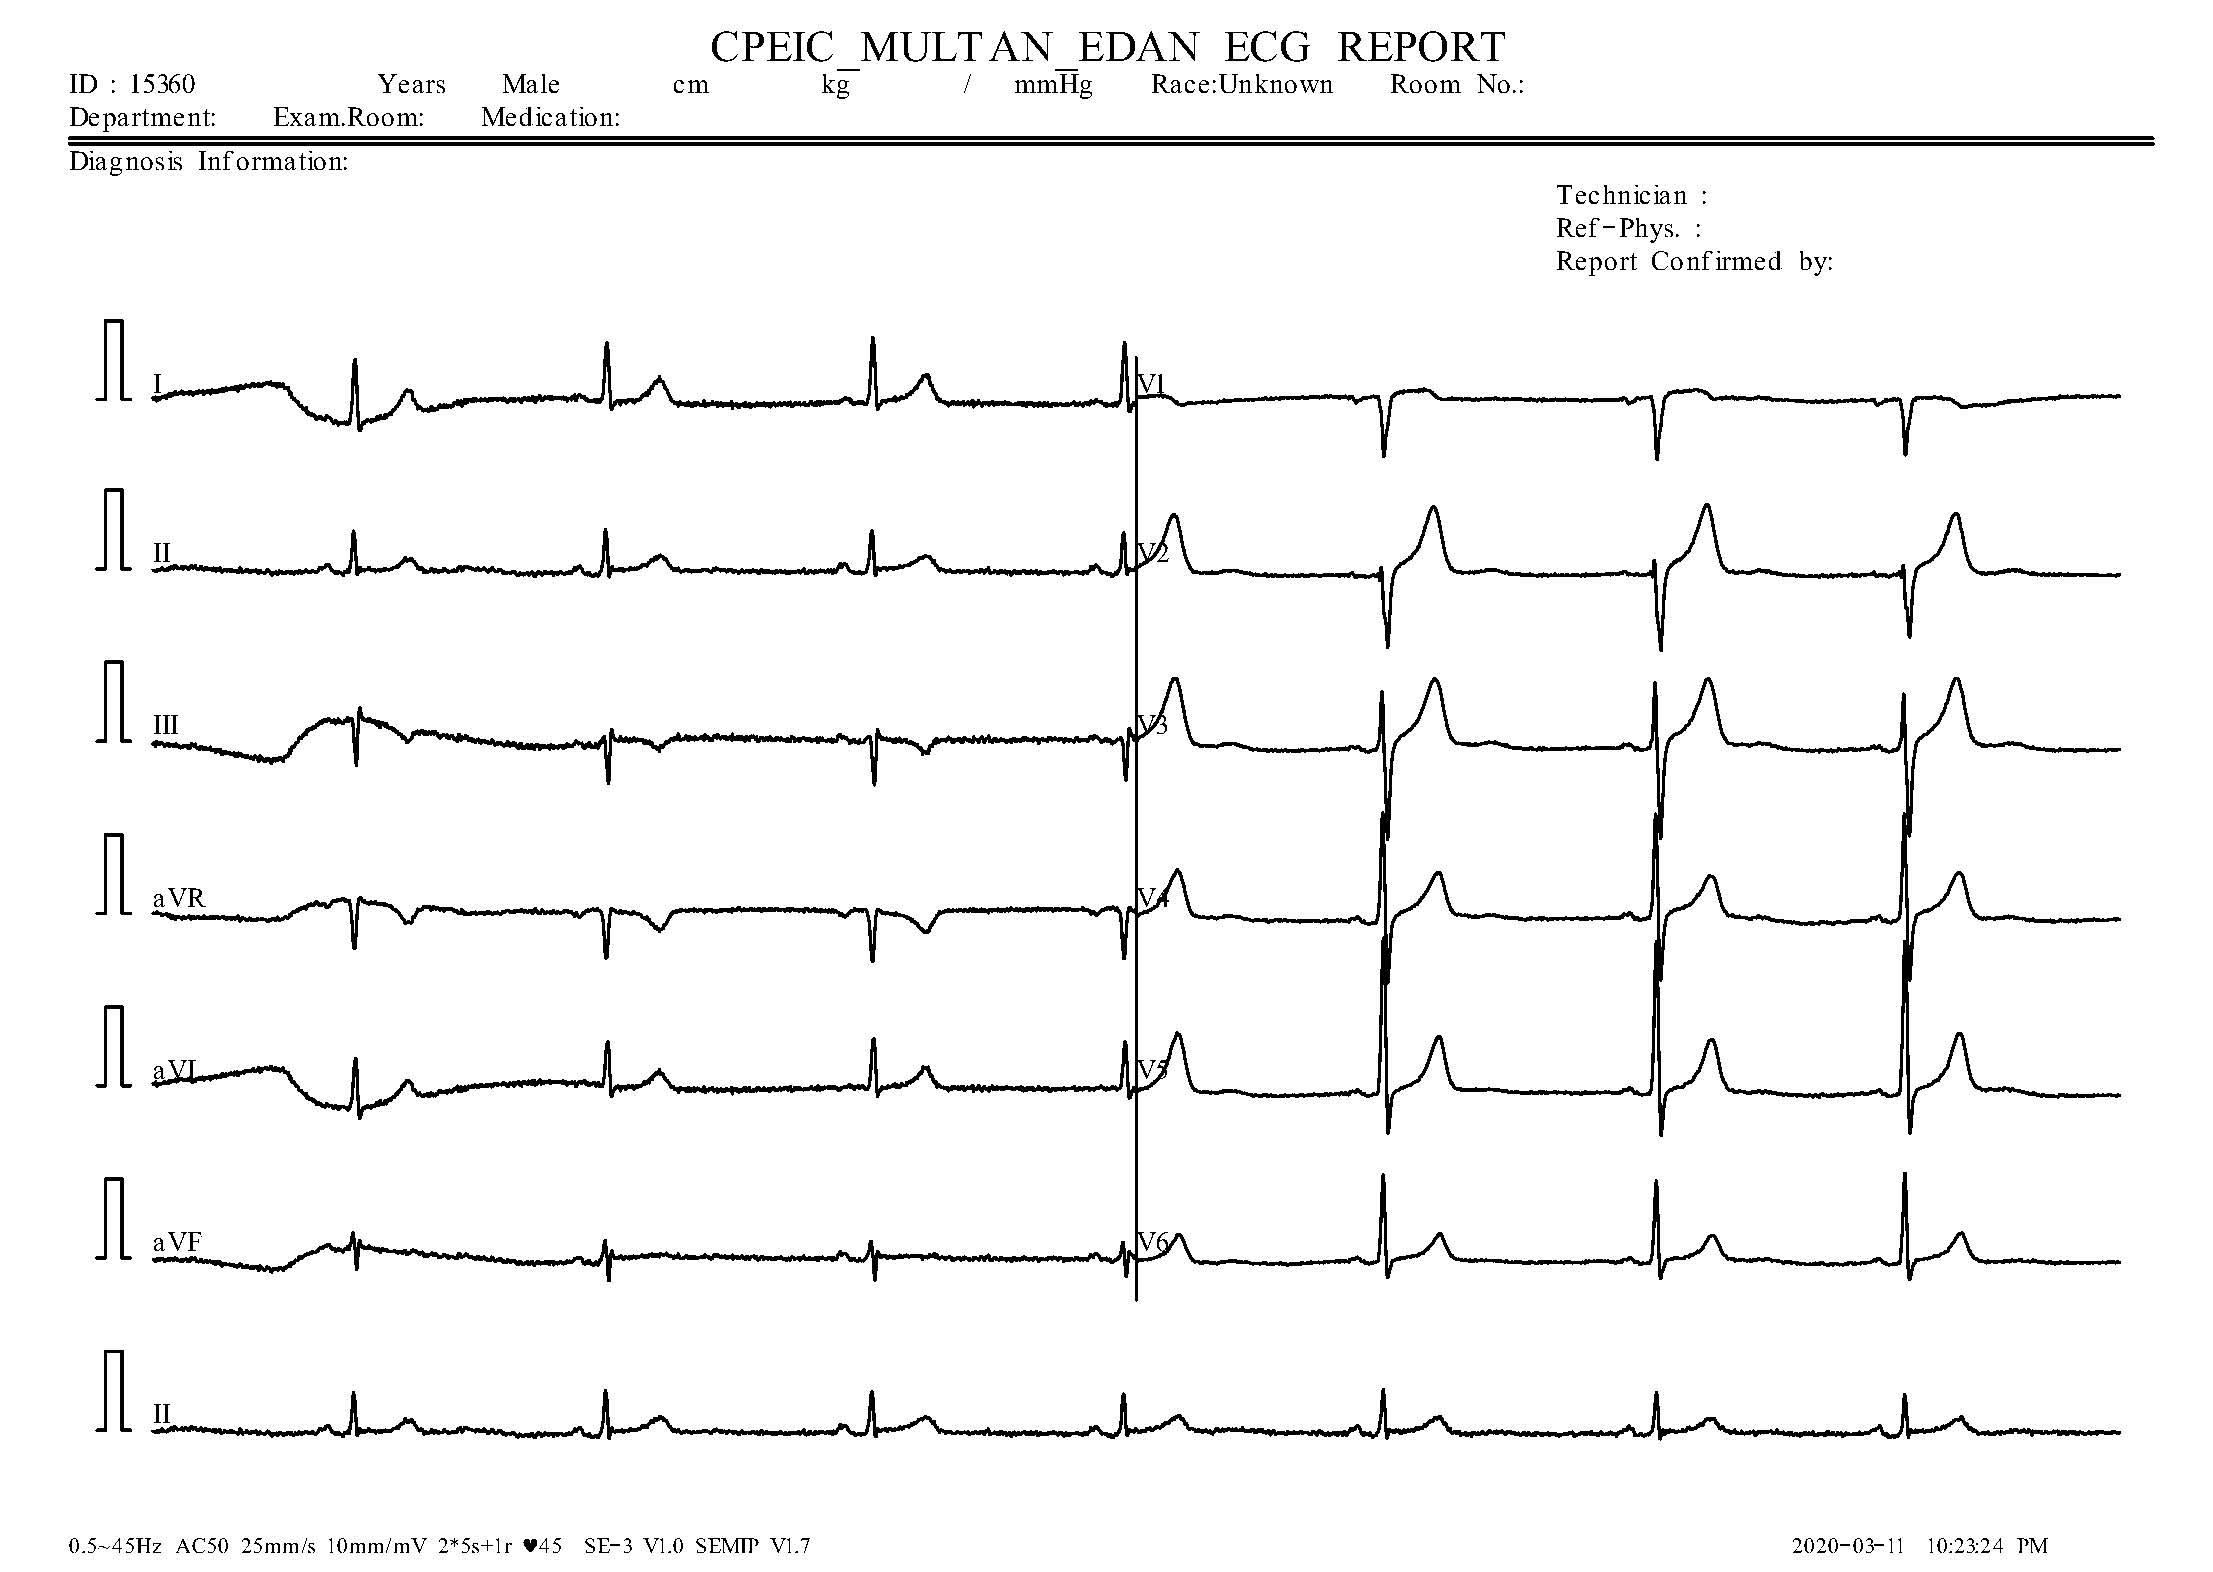 CPEIC_MULTAN_EDAN ECG REPORT
ID : 15360 Years Male cm kg / mmHg Race:Unknown Room No.:
Department: Exam.Room: Medication:
Diagnosis Information:
Technician :
Ref-Phys. :
Report Confirmed by:
I V1
II V2
III V3
aVR V4
aVL V5
aVF V6
II
0.5~45Hz AC50 25mm/s 10mm/mV 2*5s+1r ♥45 SE-3 V1.0 SEMIP V1.7 2020-03-11 10:23:24 PM